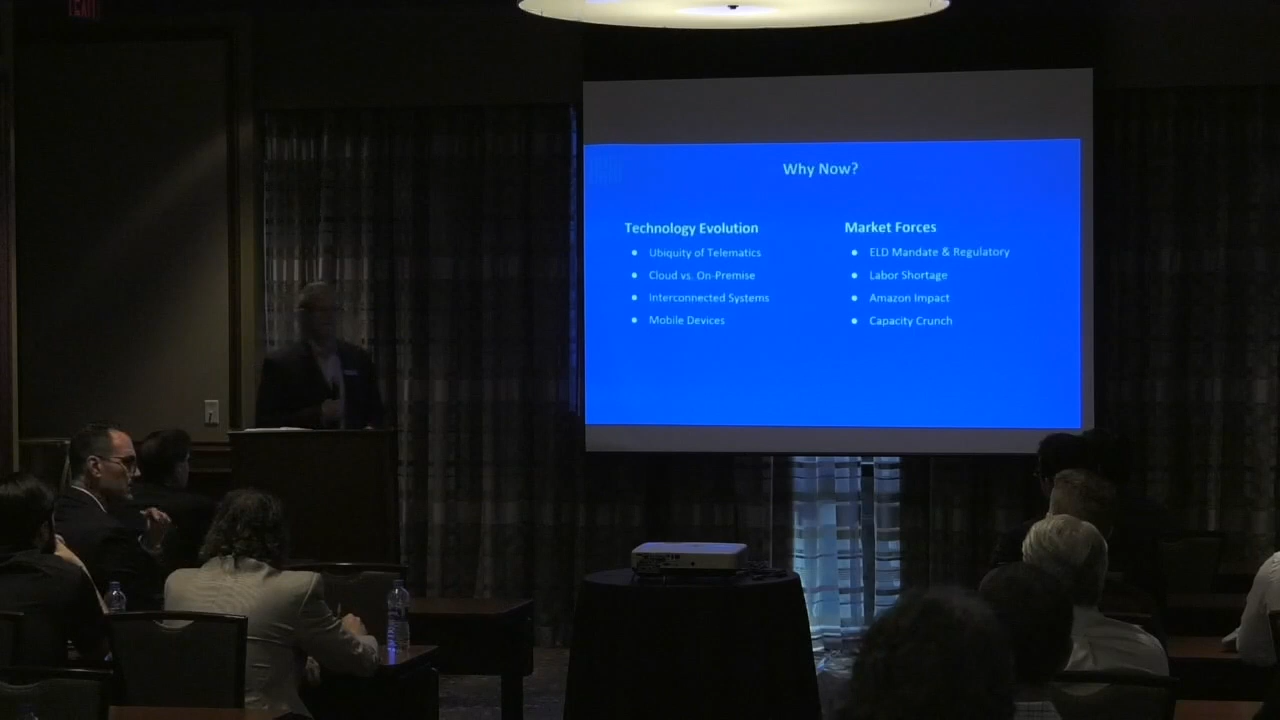 EXIT
Why Now?
Technology Evolution
Ubiquity of Telematics
Cloud vs. On-Premise
Interconnected Systems
Mobile Devices
Market Forces
ELD Mandate & Regulatory
Labor Shortage
Amazon Impact
Capacity Crunch